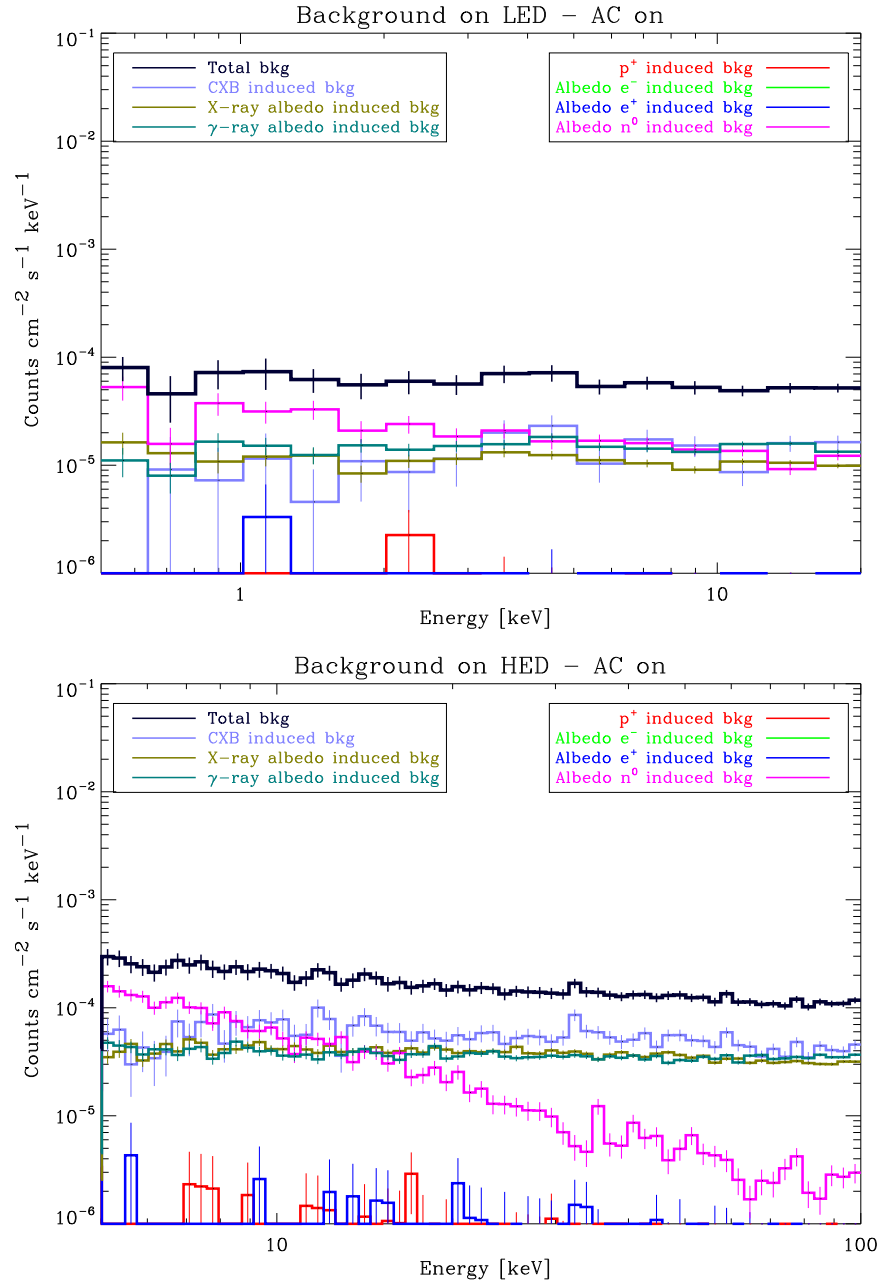 Background on LED – AC on
10⁻¹
Total bkg
CXB induced bkg
X–ray albedo induced bkg
γ–ray albedo induced bkg
p⁺ induced bkg
Albedo e⁻ induced bkg
Albedo e⁺ induced bkg
Albedo n⁰ induced bkg
10⁻²
10⁻³
10⁻⁴
10⁻⁵
10⁻⁶
Counts cm⁻² s⁻¹ keV⁻¹
1 10
Energy [keV]
Background on HED – AC on
10⁻¹
Total bkg
CXB induced bkg
X–ray albedo induced bkg
γ–ray albedo induced bkg
p⁺ induced bkg
Albedo e⁻ induced bkg
Albedo e⁺ induced bkg
Albedo n⁰ induced bkg
10⁻²
10⁻³
10⁻⁴
10⁻⁵
10⁻⁶
Counts cm⁻² s⁻¹ keV⁻¹
10 100
Energy [keV]